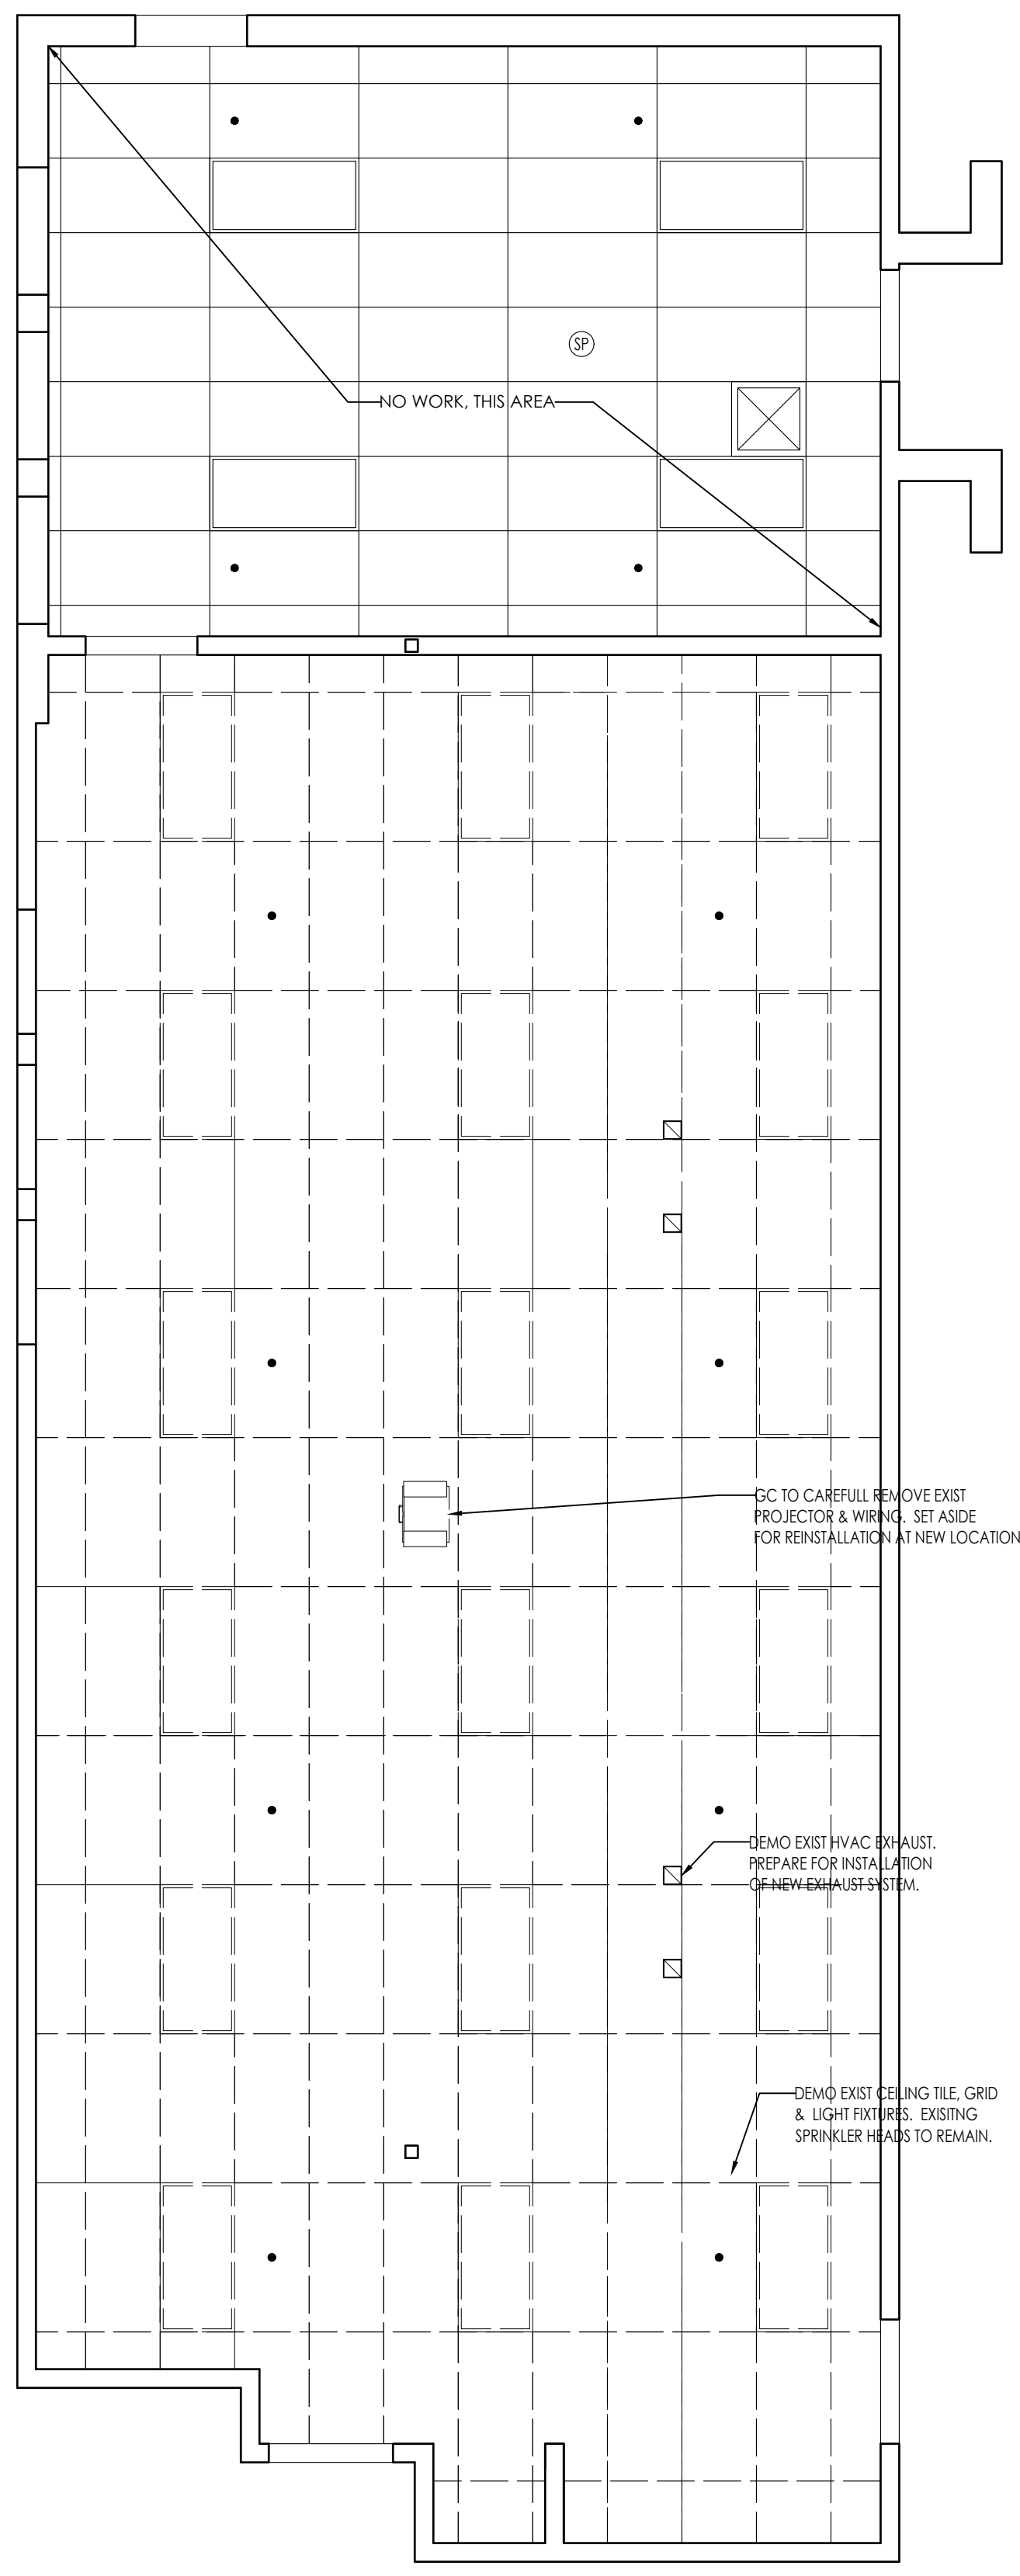 SP
NO WORK, THIS AREA
GC TO CAREFULL REMOVE EXIST
PROJECTOR & WIRING. SET ASIDE
FOR REINSTALLATION AT NEW LOCATION
DEMO EXIST HVAC EXHAUST.
PREPARE FOR INSTALLATION
OF NEW EXHAUST SYSTEM.
DEMO EXIST CEILING TILE, GRID
& LIGHT FIXTURES. EXISITNG
SPRINKLER HEADS TO REMAIN.